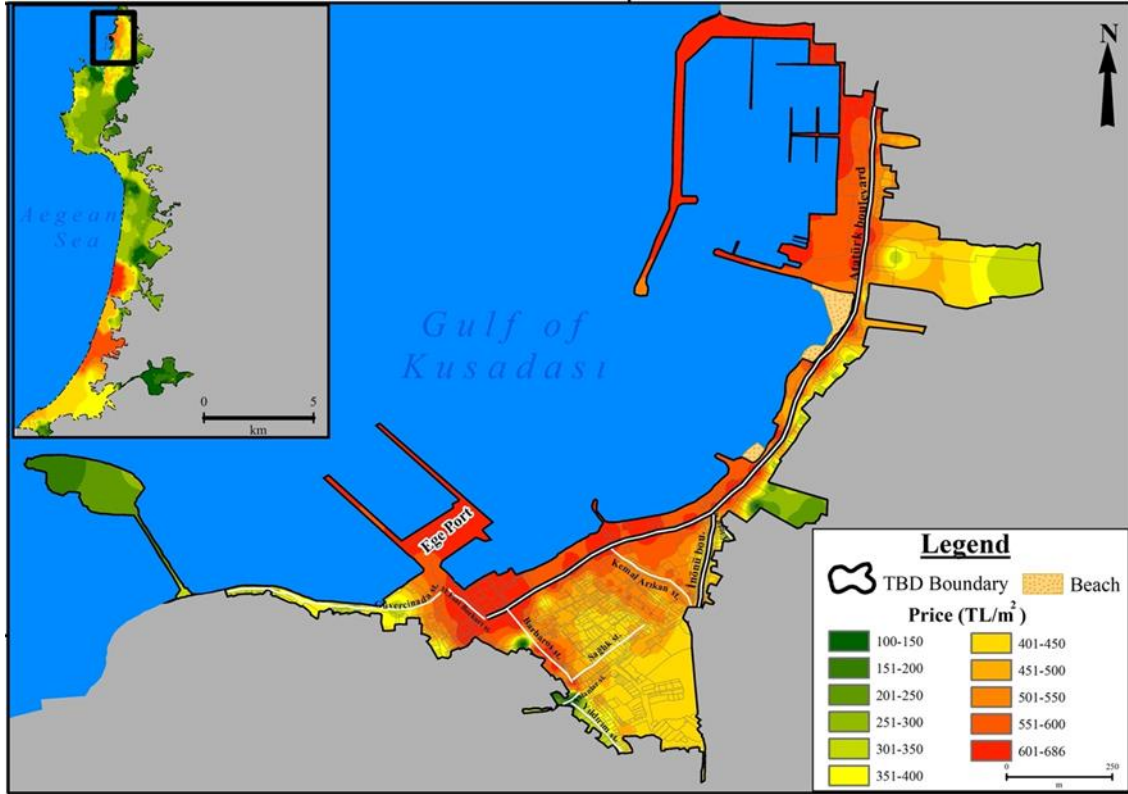 N
Aegean
Sea
0
5
km
Gulf of
Kusadası
Atatürk boulevard
Ege Port
Güvercinada st.
Kemal Arıkan st.
İnönü bou.
Barbaros st.
Sağlık st.
Yıldırım st.
Legend
TBD Boundary
Beach
Price (TL/m²)
100-150
151-200
201-250
251-300
301-350
351-400
401-450
451-500
501-550
551-600
601-686
0
250
m